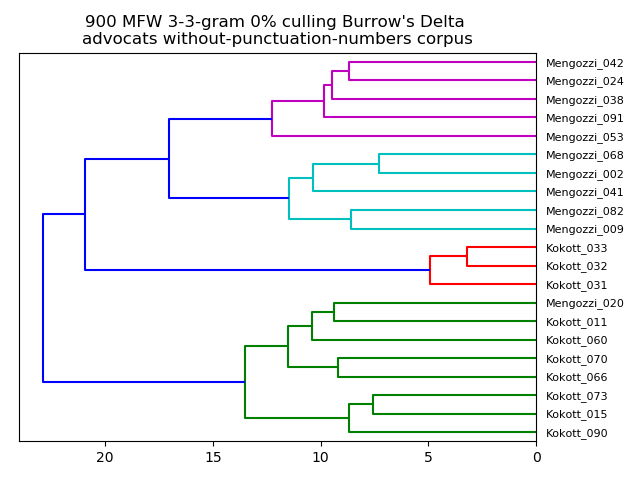 900 MFW 3-3-gram 0% culling Burrow's Delta
advocats without-punctuation-numbers corpus
Mengozzi_042
Mengozzi_024
Mengozzi_038
Mengozzi_091
Mengozzi_053
Mengozzi_068
Mengozzi_002
Mengozzi_041
Mengozzi_082
Mengozzi_009
Kokott_033
Kokott_032
Kokott_031
Mengozzi_020
Kokott_011
Kokott_060
Kokott_070
Kokott_066
Kokott_073
Kokott_015
Kokott_090
20 15 10 5 0